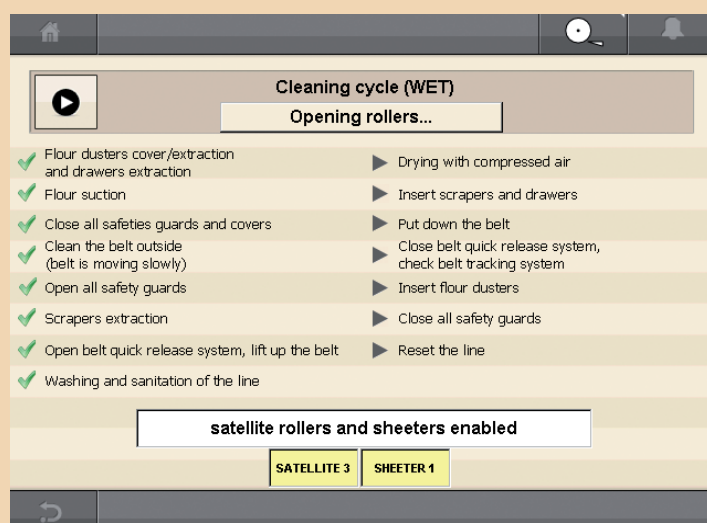 Cleaning cycle (WET)
Opening rollers...
Flour dusters cover/extraction
and drawers extraction
Flour suction
Close all safeties guards and covers
Clean the belt outside
(belt is moving slowly)
Open all safety guards
Scrapers extraction
Open belt quick release system, lift up the belt
Washing and sanitation of the line
Drying with compressed air
Insert scrapers and drawers
Put down the belt
Close belt quick release system,
check belt tracking system
Insert flour dusters
Close all safety guards
Reset the line
satellite rollers and sheeters enabled
SATELLITE 3
SHEETER 1